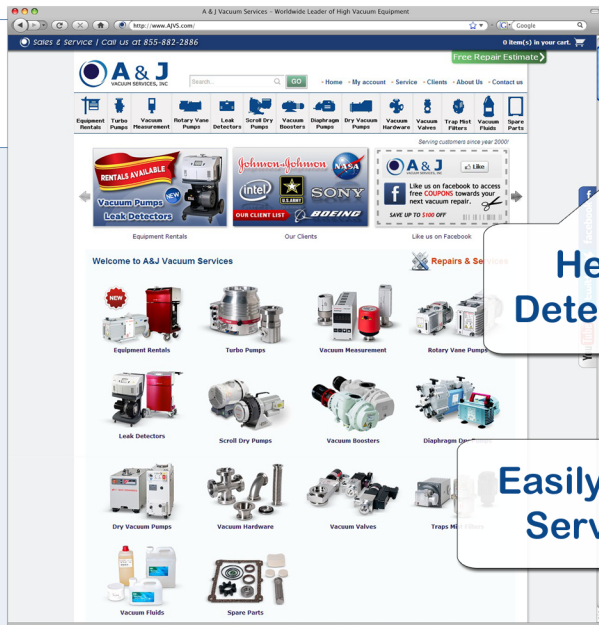 A & J Vacuum Services – Worldwide Leader of High Vacuum Equipment
http://www.AJVS.com/
Google
Sales & Service | Call us at 855-882-2886
0 item(s) in your cart.
Free Repair Estimate
A & J
VACUUM SERVICES, INC
Search...
GO
Home
My account
Service
Clients
About Us
Contact us
Equipment Rentals
Turbo Pumps
Vacuum Measurement
Rotary Vane Pumps
Leak Detectors
Scroll Dry Pumps
Vacuum Boosters
Diaphragm Pumps
Dry Vacuum Pumps
Vacuum Hardware
Vacuum Valves
Trap Mist Filters
Vacuum Fluids
Spare Parts
Serving customers since year 2000!
RENTALS AVAILABLE
NEW
Vacuum Pumps
Leak Detectors
Johnson & Johnson
NASA
intel
U.S.ARMY
SONY
OUR CLIENT LIST
BOEING
A & J
VACUUM SERVICES, INC
Like
Like us on facebook to access
free COUPONS towards your
next vacuum repair.
SAVE UP TO $100 OFF
Equipment Rentals
Our Clients
Like us on Facebook
Welcome to A&J Vacuum Services
Repairs & Se
He
Dete
NEW
Equipment Rentals
Turbo Pumps
Vacuum Measurement
Rotary Vane Pumps
Leak Detectors
Scroll Dry Pumps
Vacuum Boosters
Diaphragm Dry
Easily
Serv
Dry Vacuum Pumps
Vacuum Hardware
Vacuum Valves
Traps Mist Filters
Vacuum Fluids
Spare Parts
facebook
You